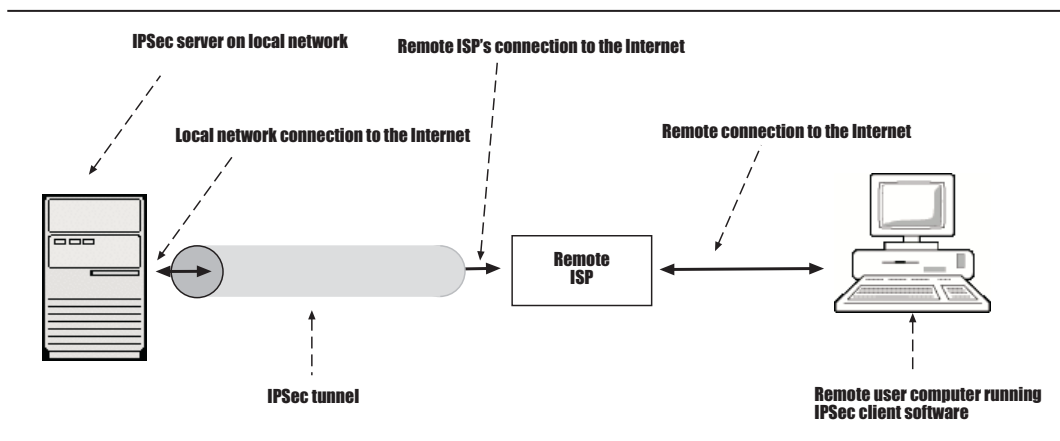 IPSec server on local network
Remote ISP's connection to the Internet
Local network connection to the Internet
Remote connection to the Internet
Remote
ISP
IPSec tunnel
Remote user computer running
IPSec client software